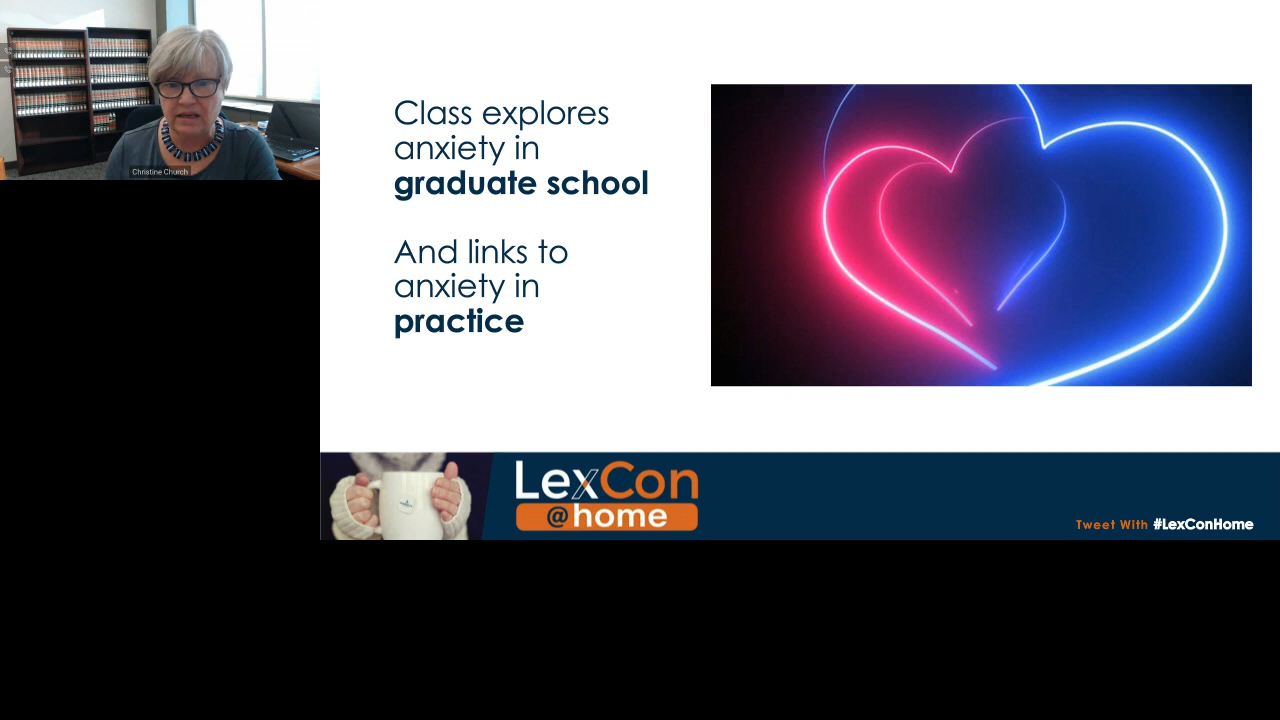 Christine Church
Class explores
anxiety in
graduate school
And links to
anxiety in
practice
LexCon
@home
Tweet With #LexConHome